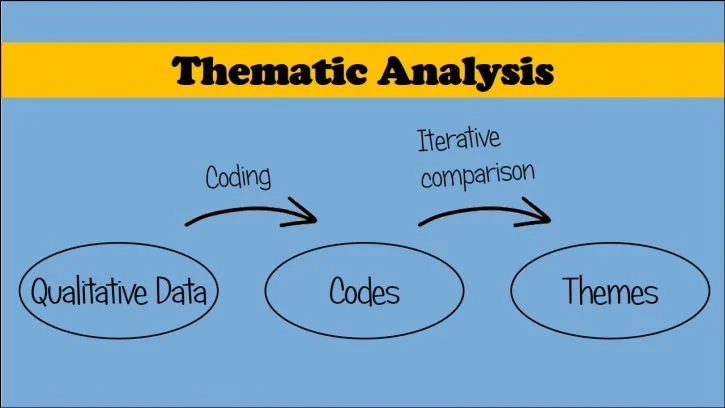 Thematic Analysis
Coding
Iterative
comparison
Qualitative Data
Codes
Themes